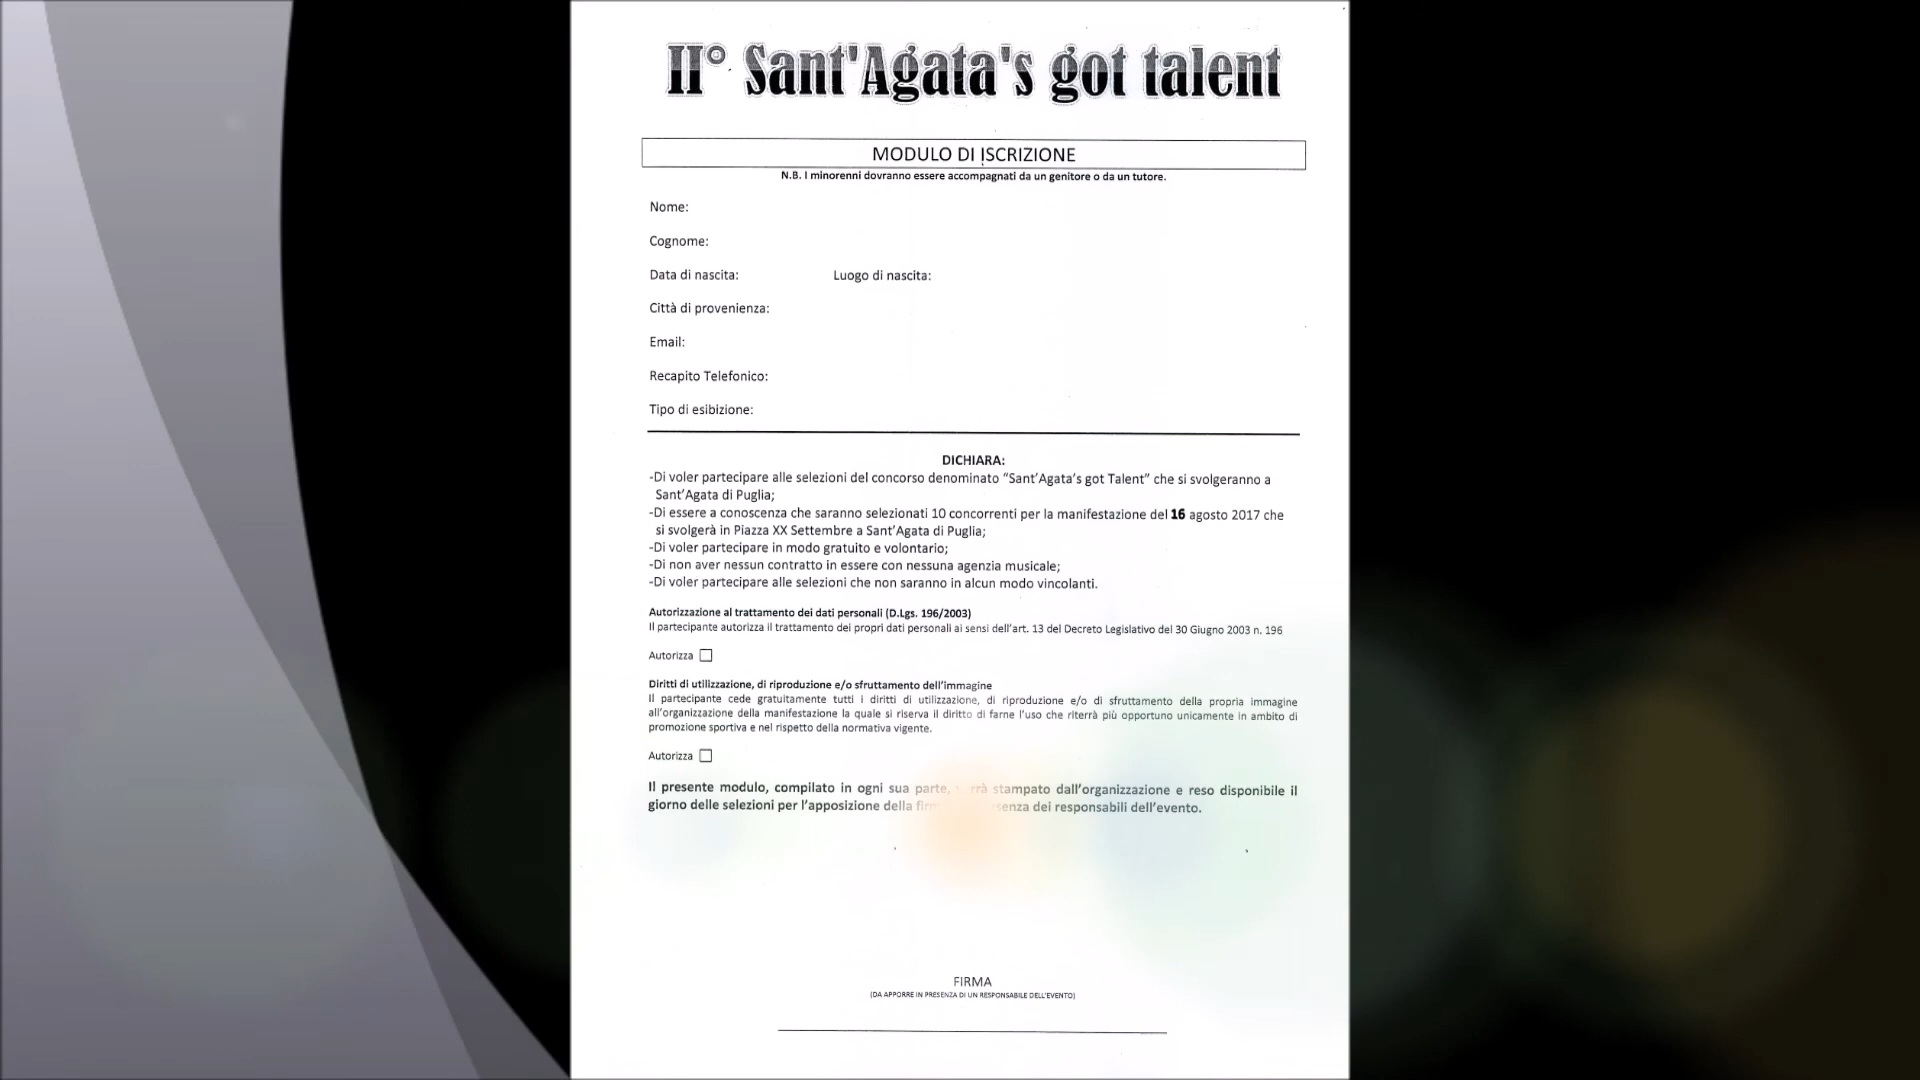 II° Sant'Agata's got talent
MODULO DI ISCRIZIONE
N.B. I minorenni dovranno essere accompagnati da un genitore o da un tutore.
Nome:
Cognome:
Data di nascita: Luogo di nascita:
Città di provenienza:
Email:
Recapito Telefonico:
Tipo di esibizione:
DICHIARA:
-Di voler partecipare alle selezioni del concorso denominato “Sant’Agata’s got Talent” che si svolgeranno a
Sant’Agata di Puglia;
-Di essere a conoscenza che saranno selezionati 10 concorrenti per la manifestazione del 16 agosto 2017 che
si svolgerà in Piazza XX Settembre a Sant’Agata di Puglia;
-Di voler partecipare in modo gratuito e volontario;
-Di non aver nessun contratto in essere con nessuna agenzia musicale;
-Di voler partecipare alle selezioni che non saranno in alcun modo vincolanti.
Autorizzazione al trattamento dei dati personali (D.Lgs. 196/2003)
Il partecipante autorizza il trattamento dei propri dati personali ai sensi dell’art. 13 del Decreto Legislativo del 30 Giugno 2003 n. 196
Autorizza
Diritti di utilizzazione, di riproduzione e/o sfruttamento dell’immagine
Il partecipante cede gratuitamente tutti i diritti di utilizzazione, di riproduzione e/o di sfruttamento della propria immagine
all’organizzazione della manifestazione la quale si riserva il diritto di farne l’uso che riterrà più opportuno unicamente in ambito di
promozione sportiva e nel rispetto della normativa vigente.
Autorizza
Il presente modulo, compilato in ogni sua parte, stampato dall’organizzazione e reso disponibile il
giorno delle selezioni per l’apposizione della dei responsabili dell’evento.
FIRMA
(DA APPORRE IN PRESENZA DI UN RESPONSABILE DELL’EVENTO)